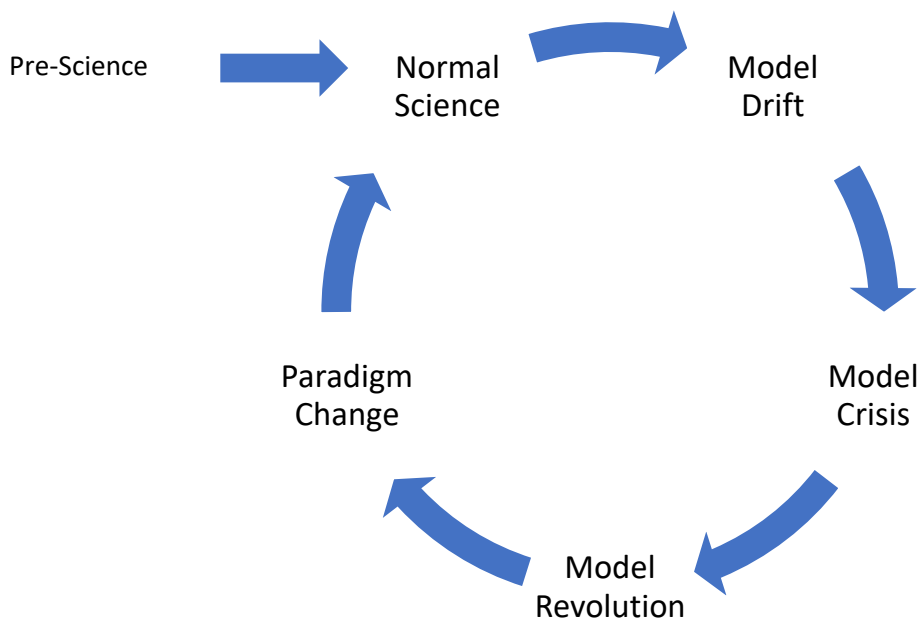 Pre-Science
Normal
Science
Model
Drift
Model
Crisis
Model
Revolution
Paradigm
Change